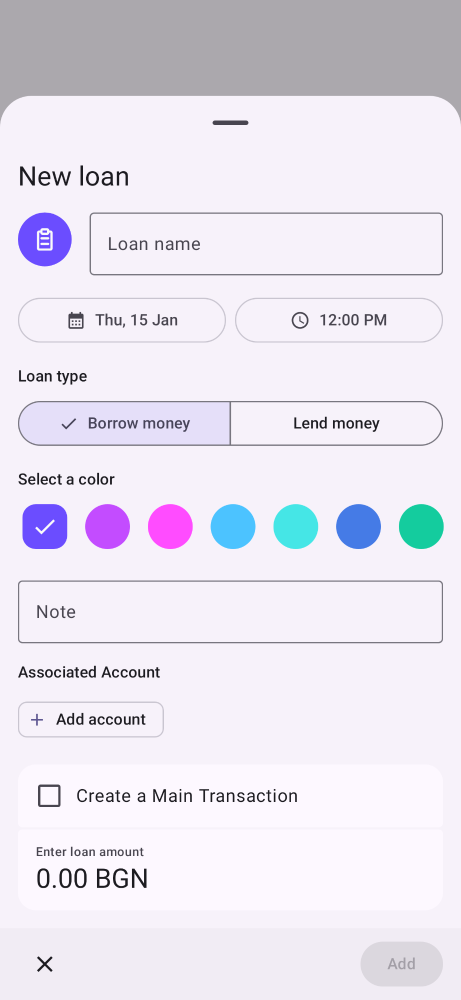 New loan
Loan name
Thu, 15 Jan
12:00 PM
Loan type
Borrow money
Lend money
Select a color
Note
Associated Account
Add account
Create a Main Transaction
Enter loan amount
0.00 BGN
Add